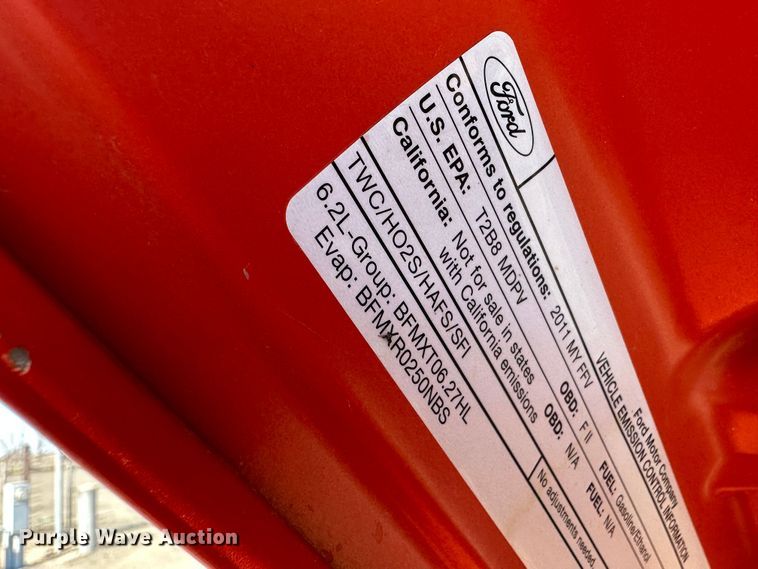 Ford
Ford Motor Company
VEHICLE EMISSION CONTROL INFORMATION
Conforms to regulations: 2011 MY FFV
U.S. EPA: T2B8 MDPV OBD: F II FUEL: Gasoline/Ethanol
California: Not for sale in states OBD: N/A FUEL: N/A
with California emissions
TWC/HO2S/HAFS/SFI
No adjustments needed.
6.2L-Group: BFMXT06.27HL
Evap: BFMXR0250NBS
Purple Wave Auction